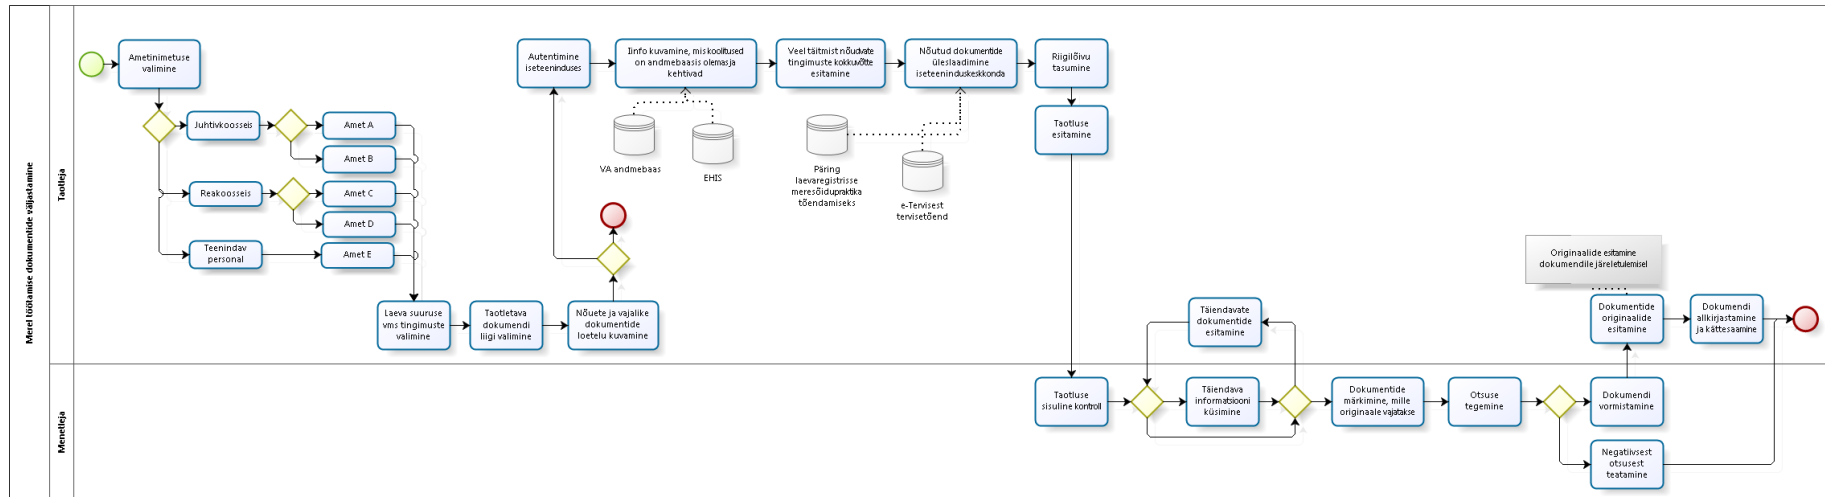 Merel töötamise dokumentide väljastamine
Taotleja
Ametinimetuse
valimine
Juhtivkoosseis
Amet A
Amet B
Reakoosseis
Amet C
Amet D
Teenindav
personal
Amet E
Laeva suuruse
vms tingimuste
valimine
Taotletava
dokumendi
liigi valimine
Nõuete ja vajalike
dokumentide
loetelu kuvamine
Autentimine
iseteeninduses
Iinfo kuvamine, mis koolitused
on andmebaasis olemas ja
kehtivad
VA andmebaas
EHIS
Veel täitmist nõudvate
tingimuste kokkuvõtte
esitamine
Nõutud dokumentide
üleslaadimine
iseteeninduskeskkonda
Päring
laevaregistrisse
meresõidupraktika
tõendamiseks
e-Tervisest
tervisetõend
Riigilõivu
tasumine
Taotluse
esitamine
Täiendavate
dokumentide
esitamine
Originaalide esitamine
dokumendile järeletulemisel
Dokumentide
originaalide
esitamine
Dokumendi
allkirjastamine
ja kättesaamine
Menetleja
Taotluse
sisuline kontroll
Täiendava
informatsiooni
küsimine
Dokumentide
märkimine, mille
originaale vajatakse
Otsuse
tegemine
Dokumendi
vormistamine
Negatiivsest
otsusest
teatamine